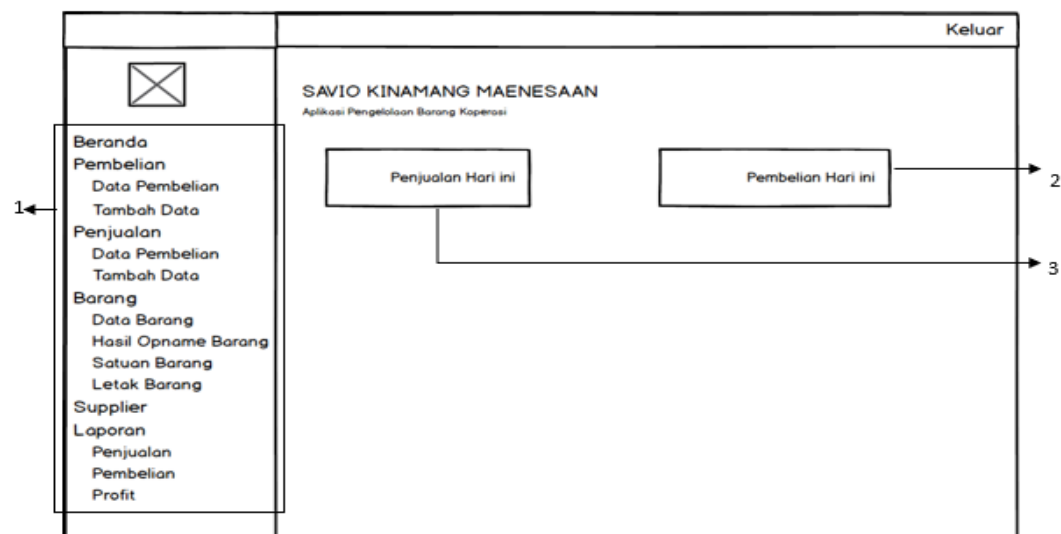 Keluar
SAVIO KINAMANG MAENESAAN
Aplikasi Pengelolaan Barang Koperasi
Beranda
Pembelian
Data Pembelian
Tambah Data
Penjualan
Data Pembelian
Tambah Data
Barang
Data Barang
Hasil Opname Barang
Satuan Barang
Letak Barang
Supplier
Laporan
Penjualan
Pembelian
Profit
1
Penjualan Hari ini
Pembelian Hari ini
2
3